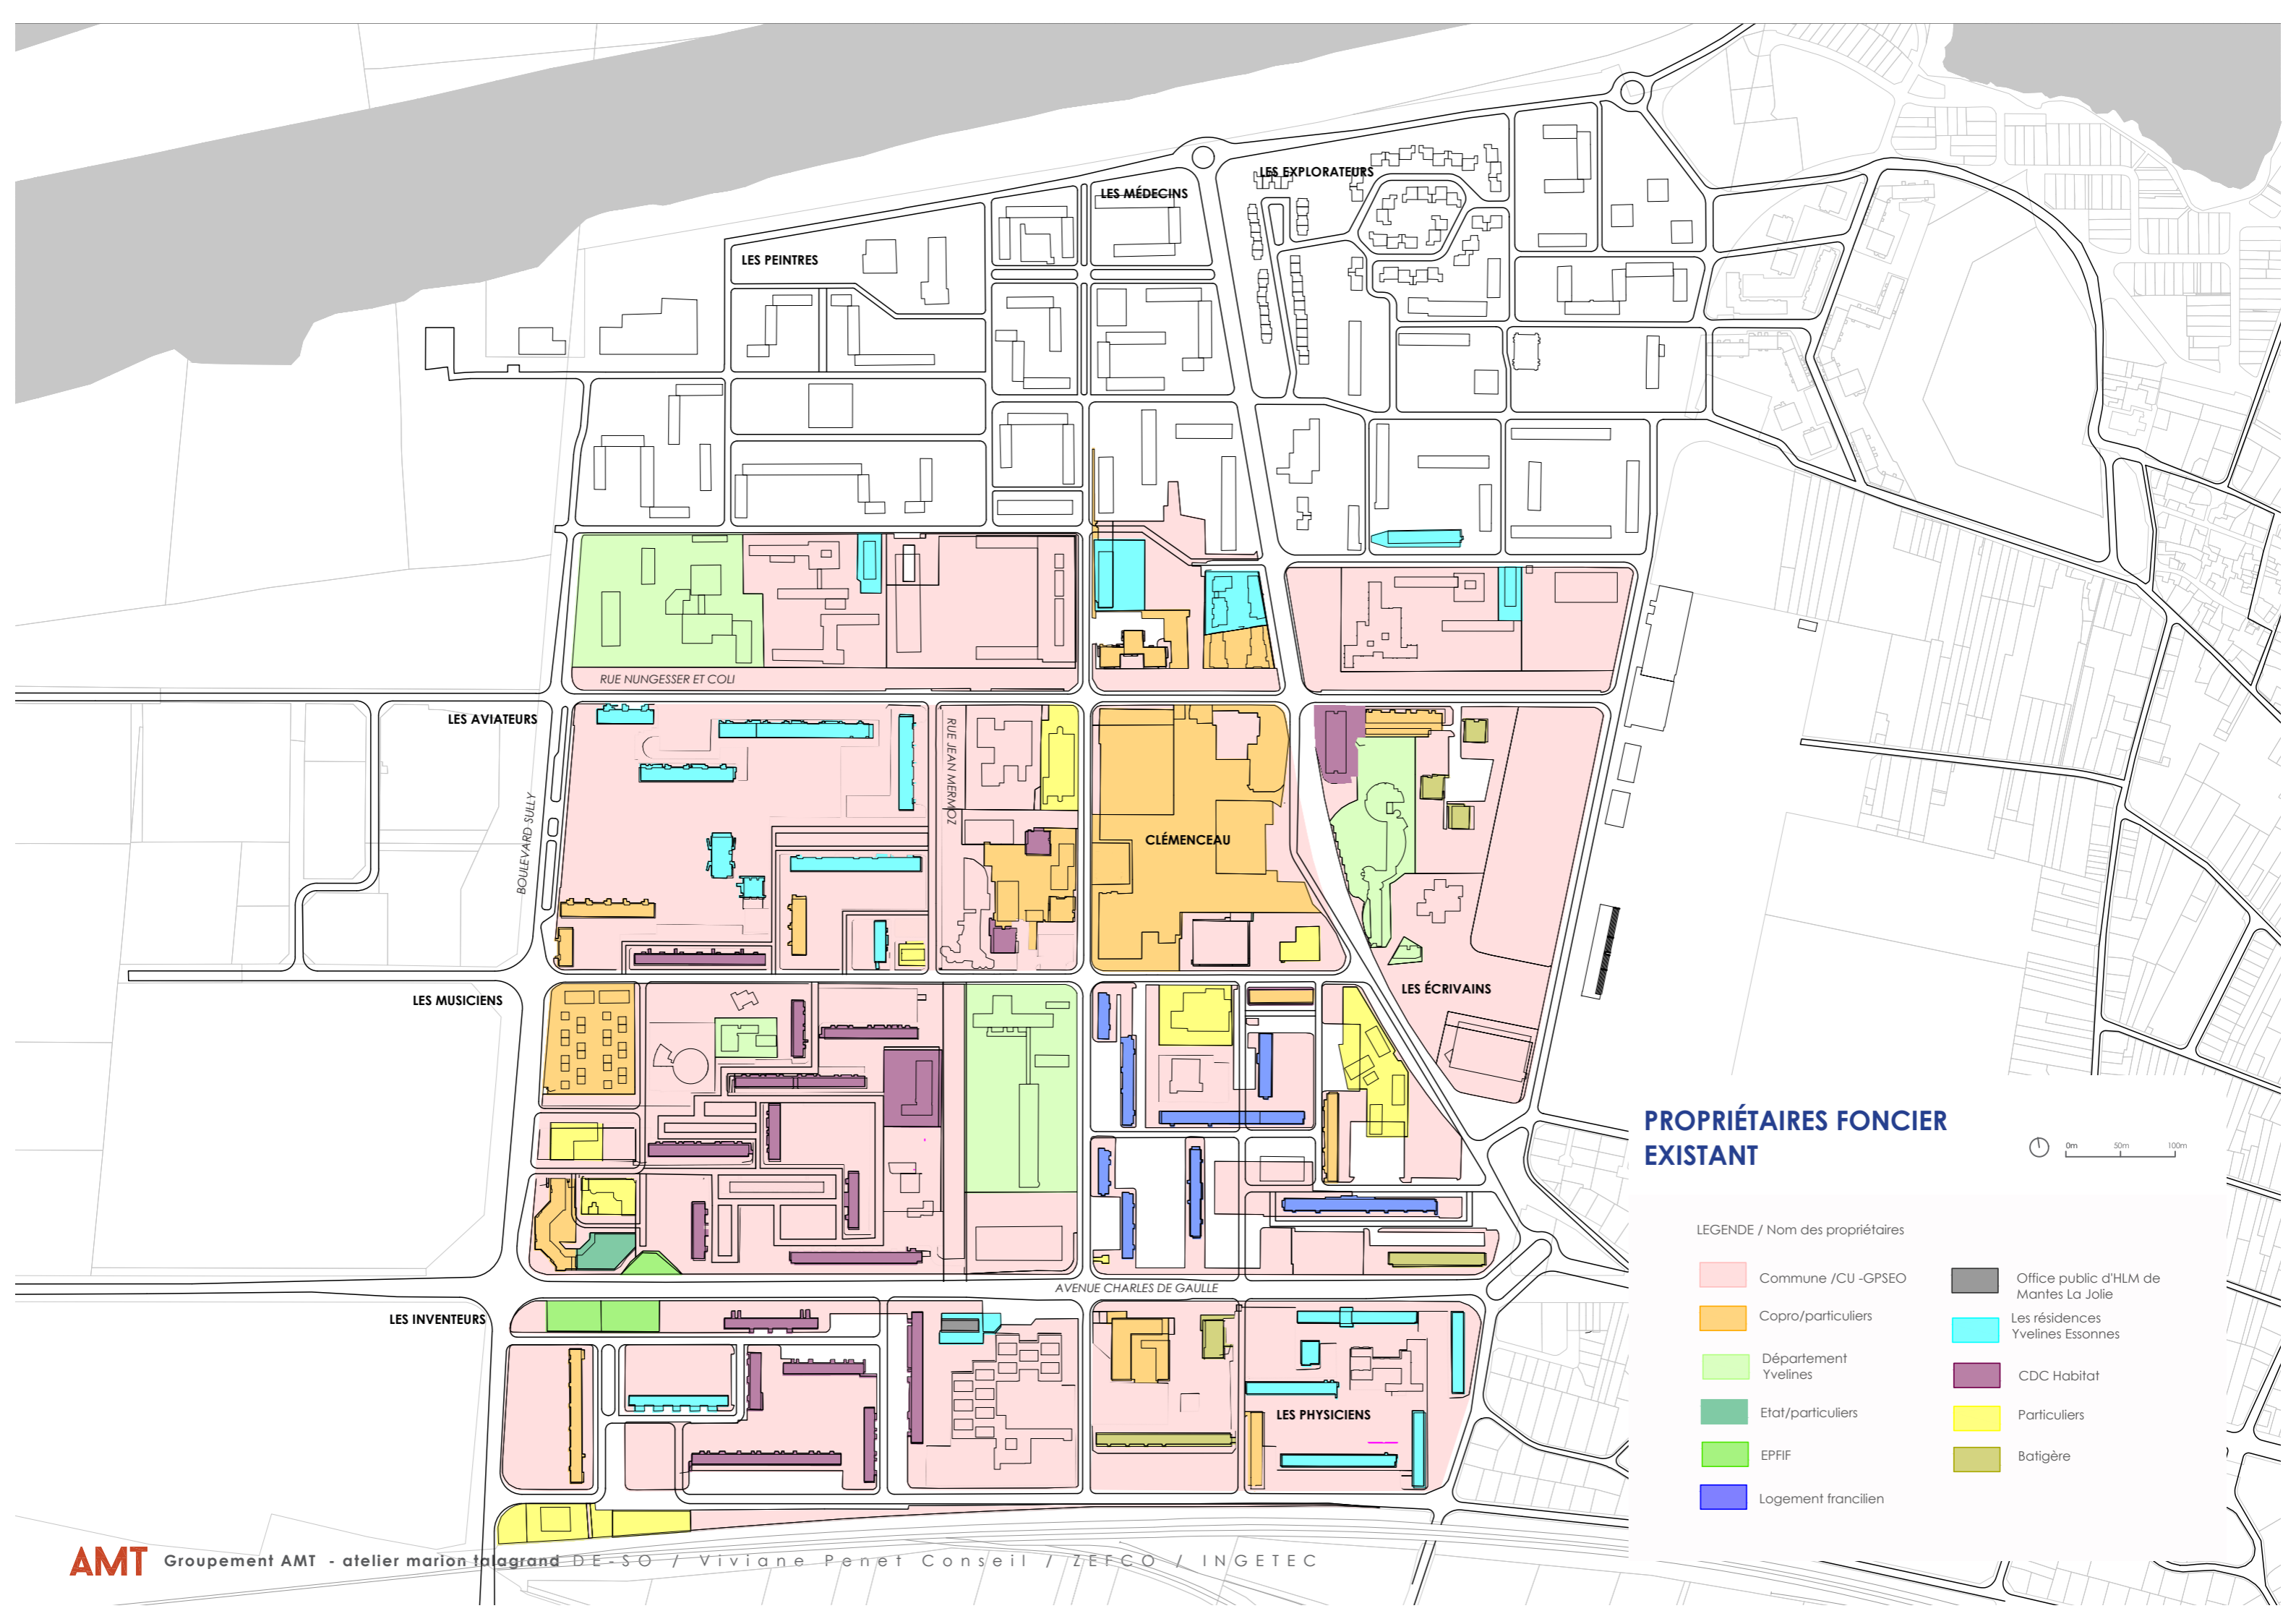 LES EXPLORATEURS
LES MÉDECINS
LES PEINTRES
RUE NUNGESSER ET COLI
LES AVIATEURS
RUE JEAN MERMOZ
BOULEVARD SULLY
CLÉMENCEAU
LES ÉCRIVAINS
LES MUSICIENS
PROPRIÉTAIRES FONCIER
EXISTANT
0m 50m 100m
LEGENDE / Nom des propriétaires
Commune /CU -GPSEO
Copro/particuliers
Département
Yvelines
Etat/particuliers
EPFIF
Logement francilien
Office public d'HLM de
Mantes La Jolie
Les résidences
Yvelines Essonnes
CDC Habitat
Particuliers
Batigère
AVENUE CHARLES DE GAULLE
LES INVENTEURS
LES PHYSICIENS
AMT Groupement AMT - atelier marion talagrand DE-SO / Viviane Penet Conseil / ZEFCO / INGETEC